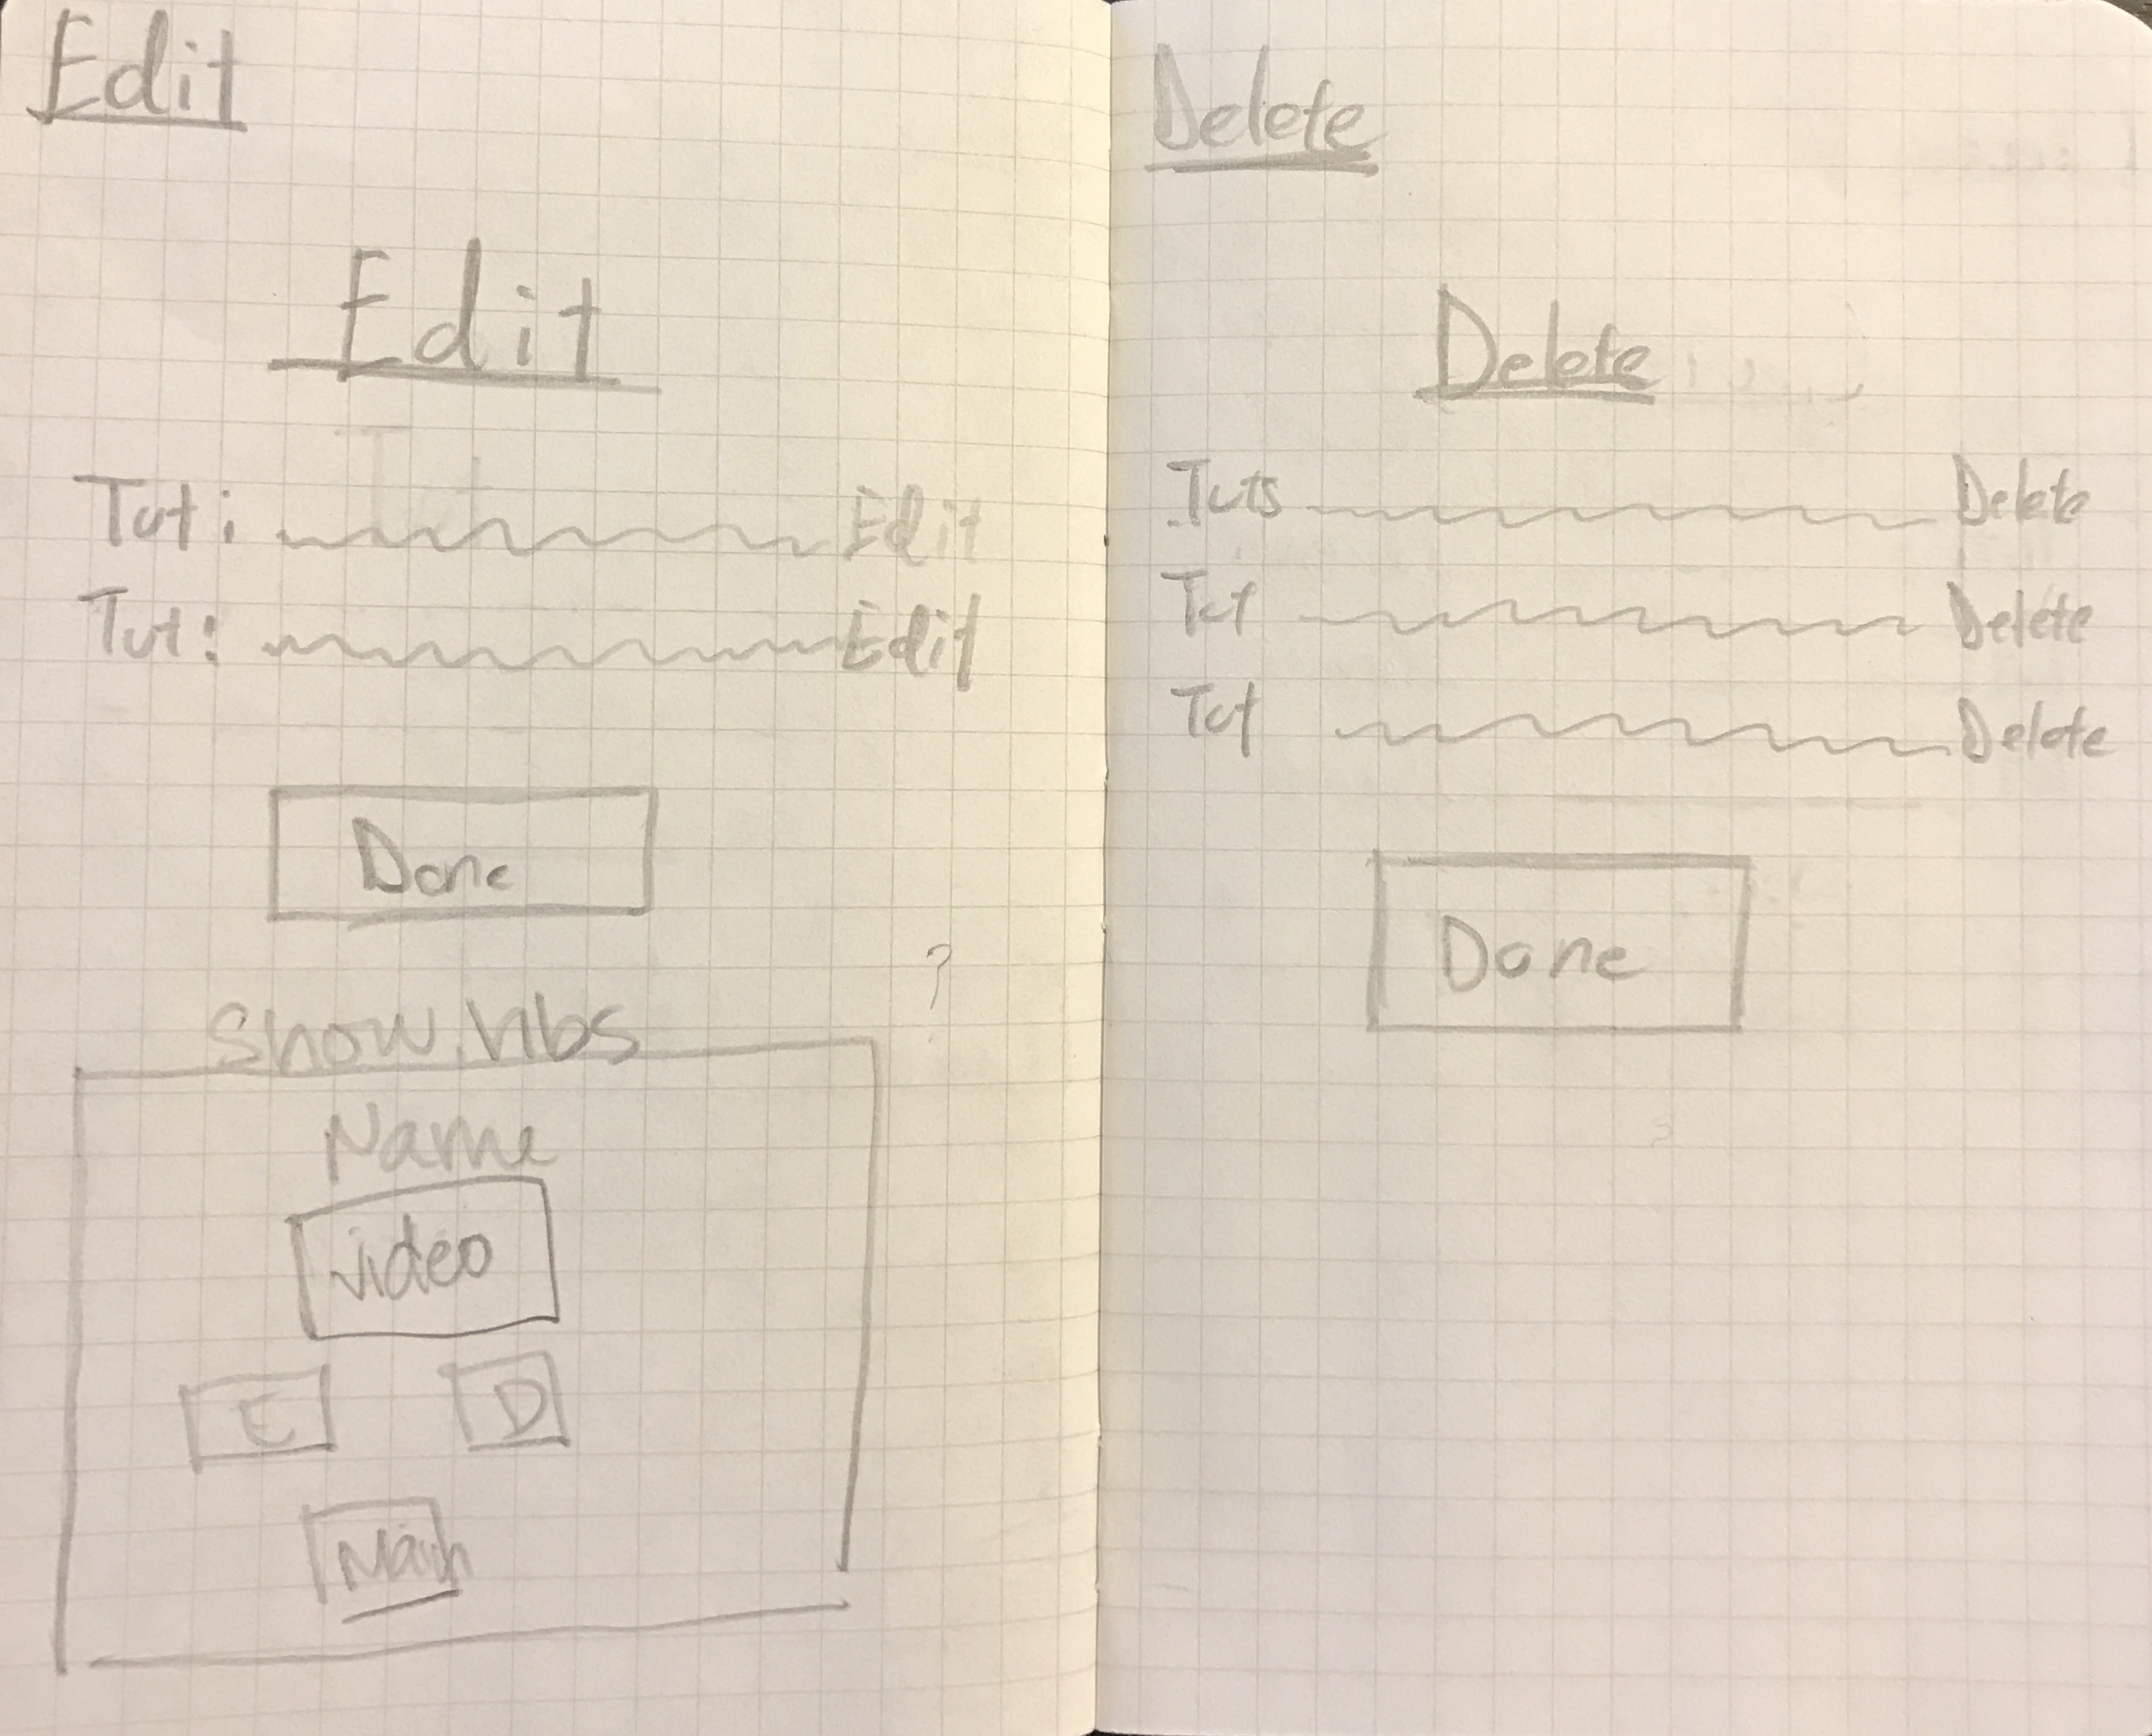 Edit
Edit
Tut: Edit
Tut: Edit
Done
?
Show.hbs
Name
video
E D
Main
Delete
Delete
Tuts Delete
Tut Delete
Tut Delete
Done